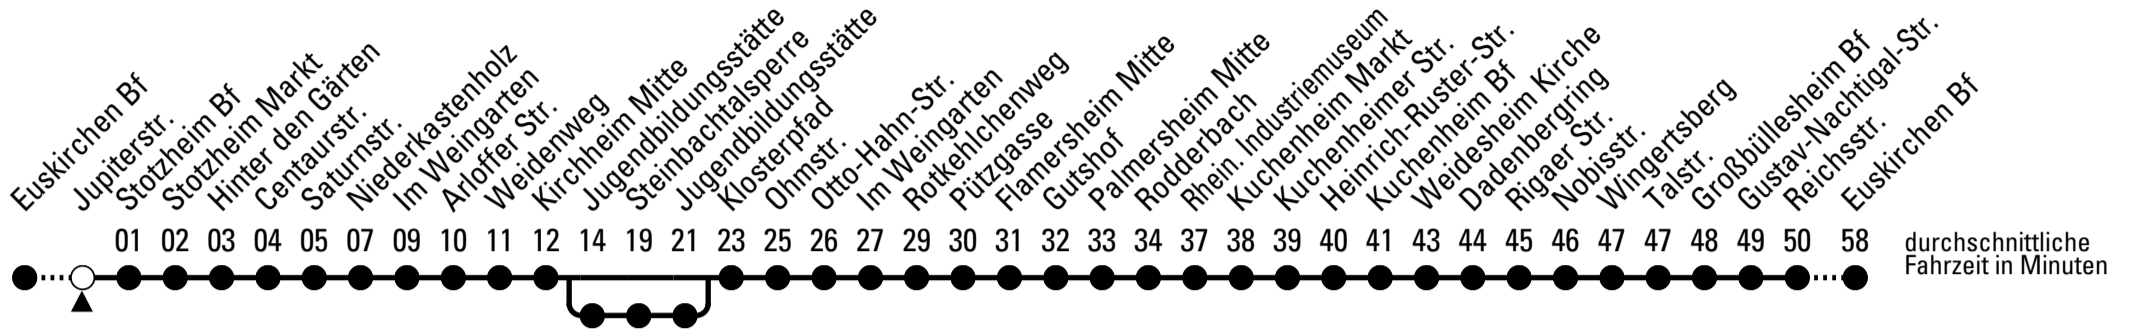 Euskirchen Bf
Jupiterstr.
Stotzheim Bf
Stotzheim Markt
Hinter den Gärten
Centaurstr.
Saturnstr.
Niederkastenholz
Im Weingarten
Arloffer Str.
Weidenweg
Kirchheim Mitte
Jugendbildungsstätte
Steinbachtalsperre
Jugendbildungsstätte
Klosterpfad
Ohmstr.
Otto-Hahn-Str.
Im Weingarten
Rotkehlchenweg
Pützgasse
Flamersheim Mitte
Gutshof
Palmersheim Mitte
Rodderbach
Rhein. Industriemuseum
Kuchenheim Markt
Kuchenheimer Str.
Heinrich-Ruster-Str.
Kuchenheim Bf
Weidesheim Kirche
Dadenbergring
Rigaer Str.
Nobisstr.
Wingertsberg
Talstr.
Großbüllesheim Bf
Gustav-Nachtigal-Str.
Reichsstr.
Euskirchen Bf
01 02 03 04 05 07 09 10 11 12 14 19 21 23 25 26 27 29 30 31 32 33 34 37 38 39 40 41 43 44 45 46 47 47 48 49 50 58
durchschnittliche
Fahrzeit in Minuten